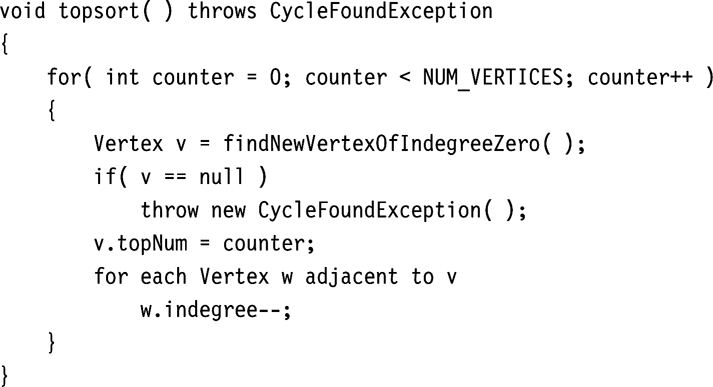 void topsort( ) throws CycleFoundException
{
    for( int counter = 0; counter < NUM_VERTICES; counter++ )
    {
        Vertex v = findNewVertexOfIndegreeZero( );
        if( v == null )
            throw new CycleFoundException( );
        v.topNum = counter;
        for each Vertex w adjacent to v
            w.indegree--;
    }
}